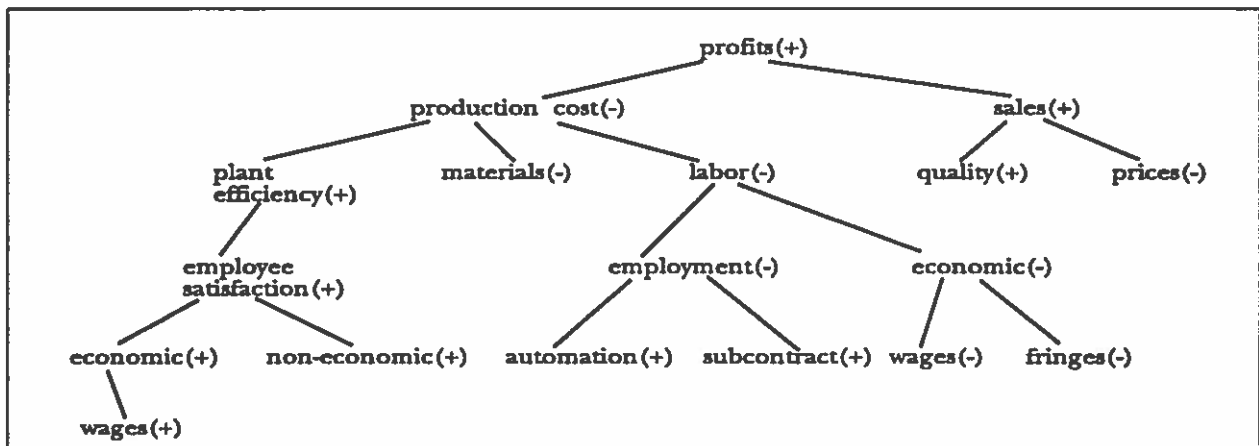 profits(+)
production cost(-)
sales(+)
plant
efficiency(+)
materials(-)
labor(-)
quality(+)
prices(-)
employee
satisfaction(+)
employment(-)
economic(-)
economic(+)
non-economic(+)
automation(+)
subcontract(+)
wages(-)
fringes(-)
wages(+)